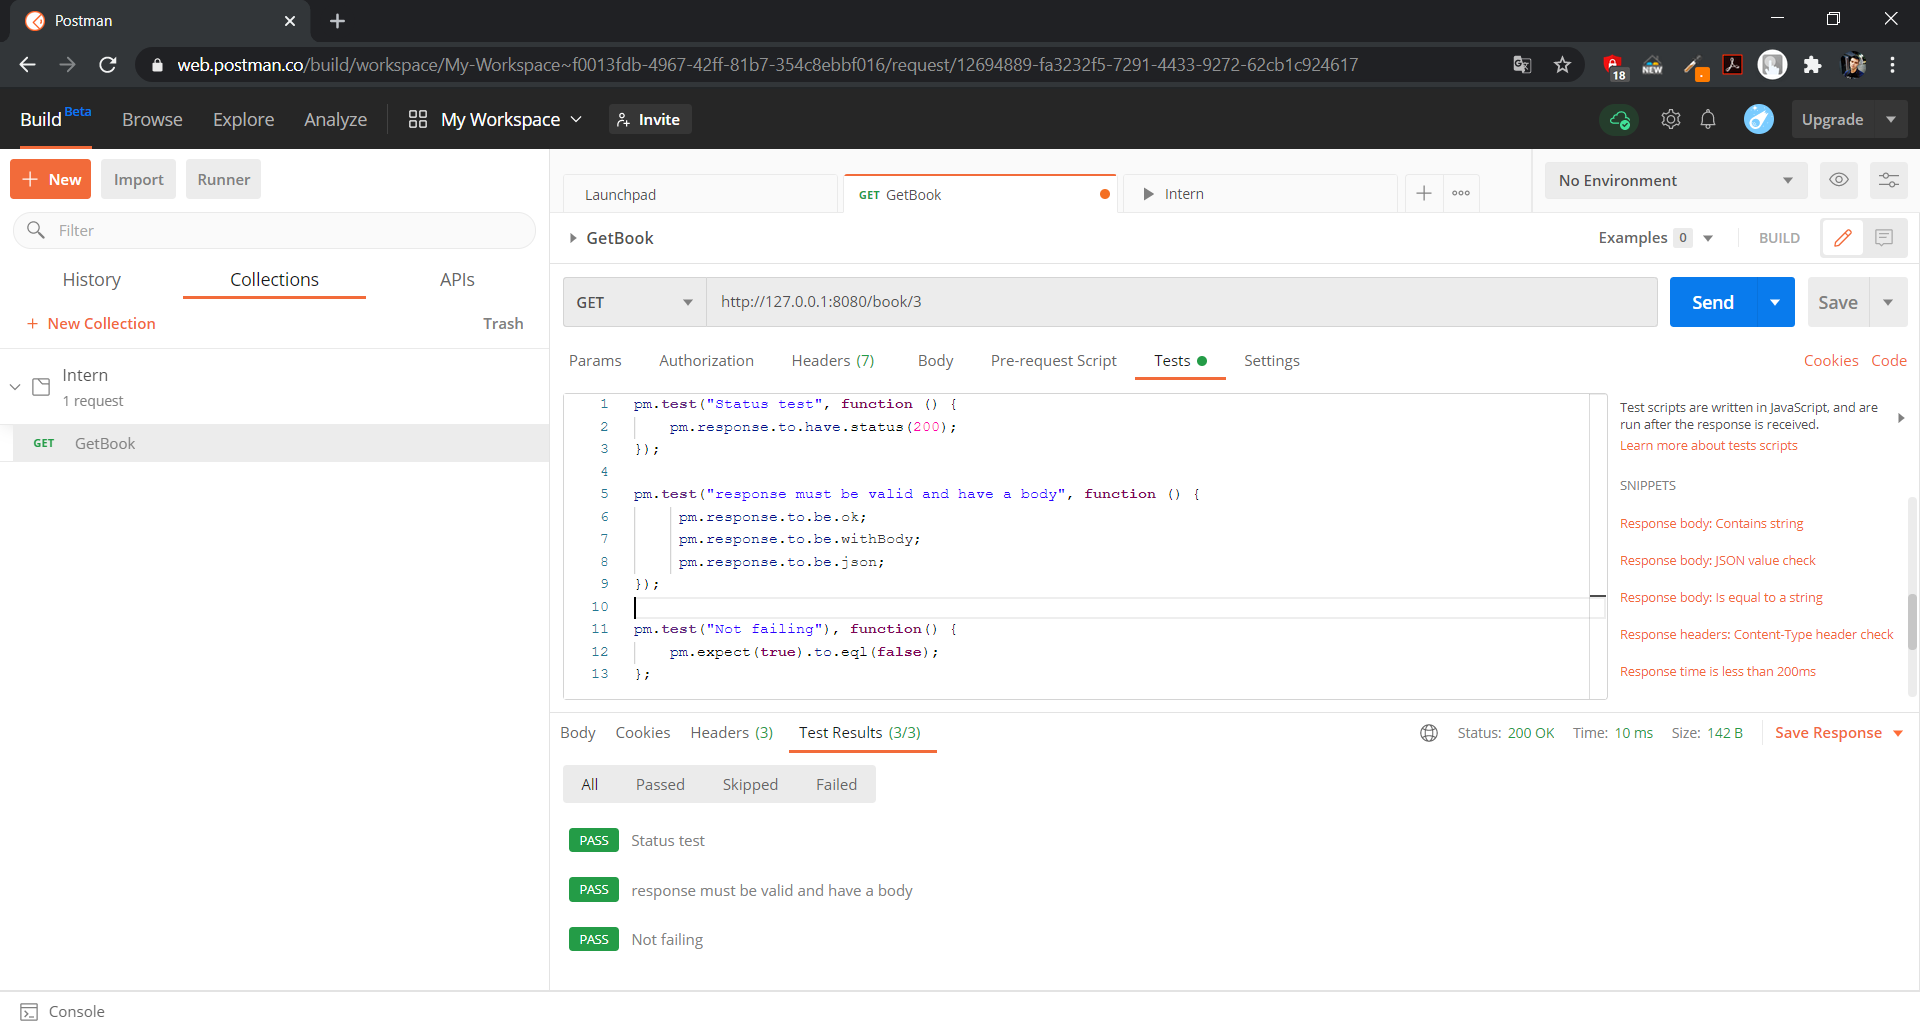 Postman
web.postman.co/build/workspace/My-Workspace~f0013fdb-4967-42ff-81b7-354c8ebbf016/request/12694889-fa3232f5-7291-4433-9272-62cb1c924617
18
NEW
Build Beta Browse Explore Analyze My Workspace Invite Upgrade
New Import Runner
Filter
History Collections APIs
+ New Collection Trash
Intern
1 request
GET GetBook
Launchpad GET GetBook Intern No Environment
GetBook Examples 0 BUILD
GET http://127.0.0.1:8080/book/3 Send Save
Params Authorization Headers (7) Body Pre-request Script Tests Settings Cookies Code
1 pm.test("Status test", function () {
2 pm.response.to.have.status(200);
3 });
4
5 pm.test("response must be valid and have a body", function () {
6 pm.response.to.be.ok;
7 pm.response.to.be.withBody;
8 pm.response.to.be.json;
9 });
10
11 pm.test("Not failing"), function() {
12 pm.expect(true).to.eql(false);
13 };
Test scripts are written in JavaScript, and are
run after the response is received.
Learn more about tests scripts
SNIPPETS
Response body: Contains string
Response body: JSON value check
Response body: Is equal to a string
Response headers: Content-Type header check
Response time is less than 200ms
Body Cookies Headers (3) Test Results (3/3) Status: 200 OK Time: 10 ms Size: 142 B Save Response
All Passed Skipped Failed
PASS Status test
PASS response must be valid and have a body
PASS Not failing
Console